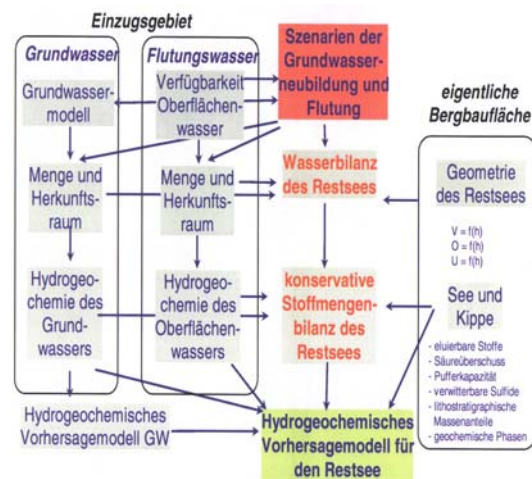 Einzugsgebiet
Grundwasser
Grundwasser-
modell
Menge und
Herkunfts-
raum
Hydrogeo-
chemie des
Grund-
wassers
Hydrogeochemisches
Vorhersagemodell GW
Flutungswasser
Verfügbarkeit
Oberflächen-
wasser
Menge und
Herkunfts-
raum
Hydrogeo-
chemie des
Oberflächen-
wassers
Szenarien der
Grundwasser-
neubildung und
Flutung
Wasserbilanz
des Restsees
konservative
Stoffmengen-
bilanz des
Restsees
Hydrogeochemisches
Vorhersagemodell für
den Restsee
eigentliche
Bergbaufläche
Geometrie
des Restsees
V = f(h)
O = f(h)
U = f(h)
See und
Kippe
- eluierbare Stoffe
- Säureüberschuss
- Pufferkapazität
- verwitterbare Sulfide
- lithostratigraphische
Massenanteile
- geochemische Phasen